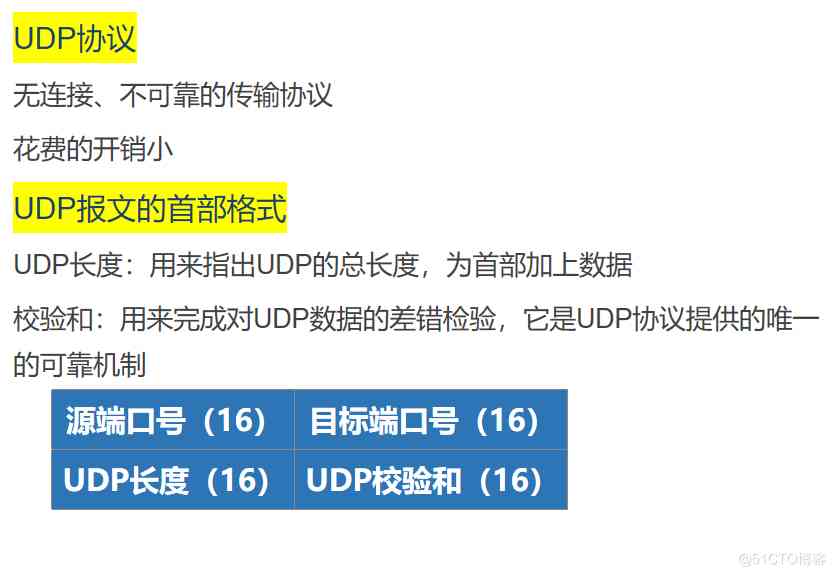 UDP协议
无连接、不可靠的传输协议
花费的开销小
UDP报文的首部格式
UDP长度：用来指出UDP的总长度，为首部加上数据
校验和：用来完成对UDP数据的差错检验，它是UDP协议提供的唯一
的可靠机制
源端口号（16） 目标端口号（16）
UDP长度（16） UDP校验和（16）
@51CTO博客